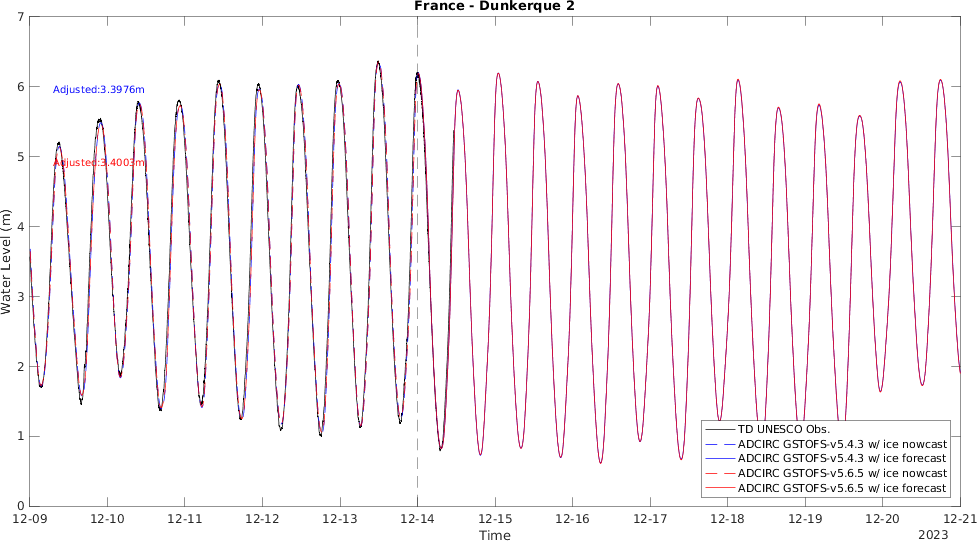 France - Dunkerque 2
Water Level (m)
7
6
5
4
3
2
1
0
Adjusted:3.3976m
Adjusted:3.4003m
TD UNESCO Obs.
ADCIRC GSTOFS-v5.4.3 w/ ice nowcast
ADCIRC GSTOFS-v5.4.3 w/ ice forecast
ADCIRC GSTOFS-v5.6.5 w/ ice nowcast
ADCIRC GSTOFS-v5.6.5 w/ ice forecast
12-09 12-10 12-11 12-12 12-13 12-14 12-15 12-16 12-17 12-18 12-19 12-20 12-21
Time
2023